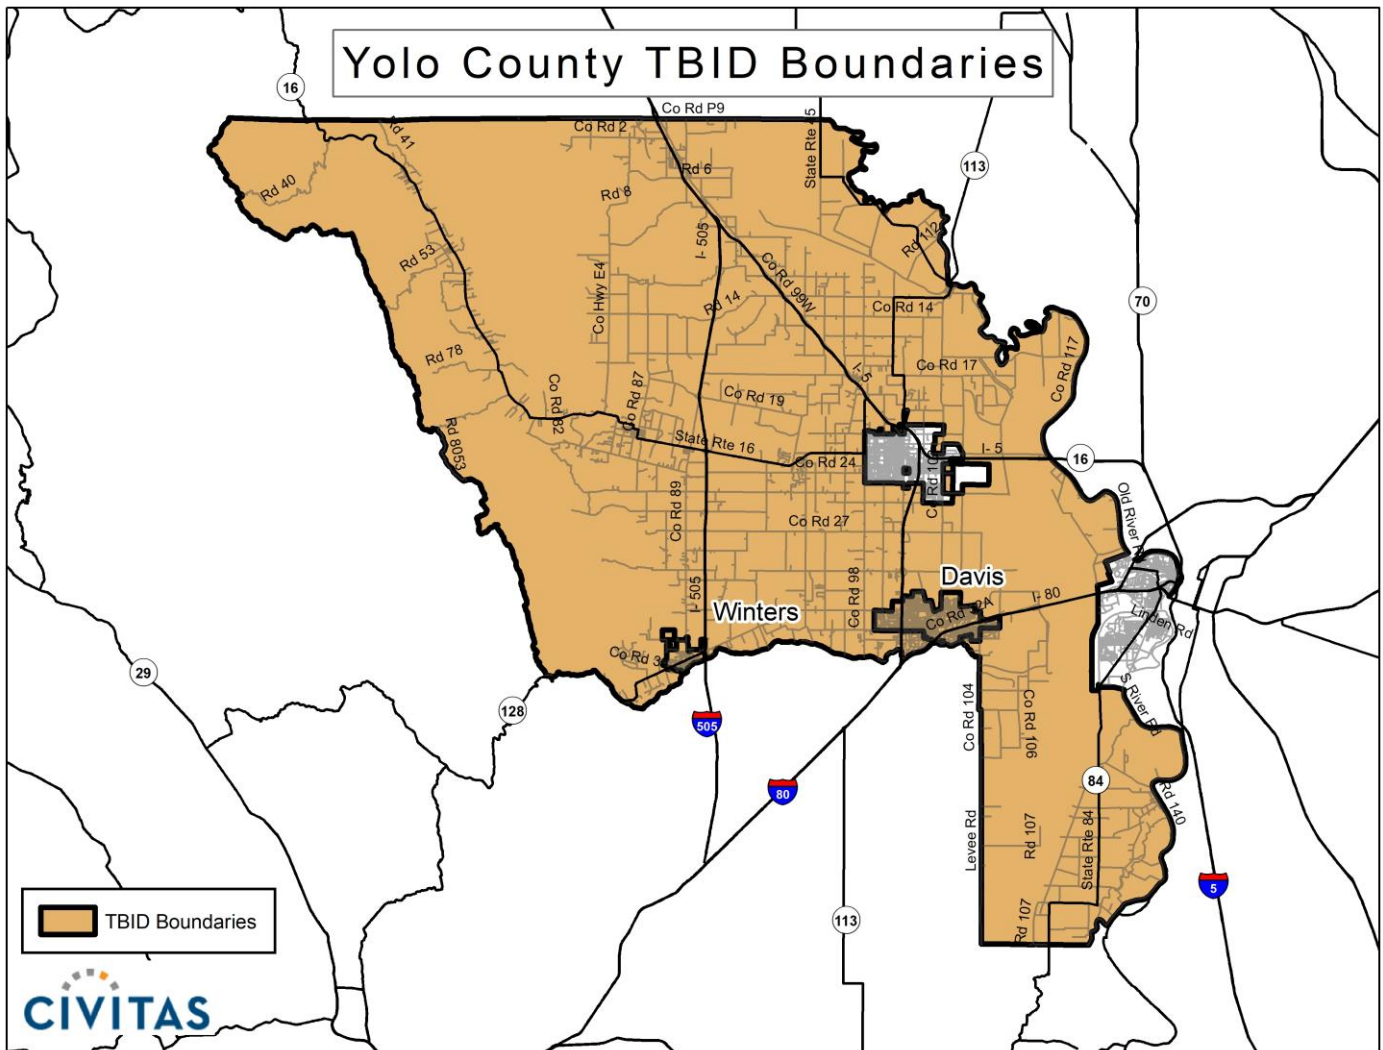 Yolo County TBID Boundaries
16
Co Rd P9
Co Rd 2
Rd 41
State Rte 45
113
Rd 6
Rd 40
Rd 8
Rd 112
I- 505
Rd 53
Co Rd 99W
Co Hwy E4
Rd 14
Co Rd 14
70
Rd 78
Co Rd 117
Co Rd 17
I- 5
Co Rd 82
Co Rd 87
Co Rd 19
Rd 8053
State Rte 16
Co Rd 24
Co Rd 10
I- 5
16
Co Rd 89
Co Rd 27
Old River R
Davis
Co Rd 98
I- 505
Winters
Co Rd 32A
I- 80
Linden Rd
Co Rd 3
29
128
S River Rd
Co Rd 104
Co Rd 106
505
80
84
Rd 140
Levee Rd
Rd 107
State Rte 84
5
Rd 107
113
TBID Boundaries
CIVITAS